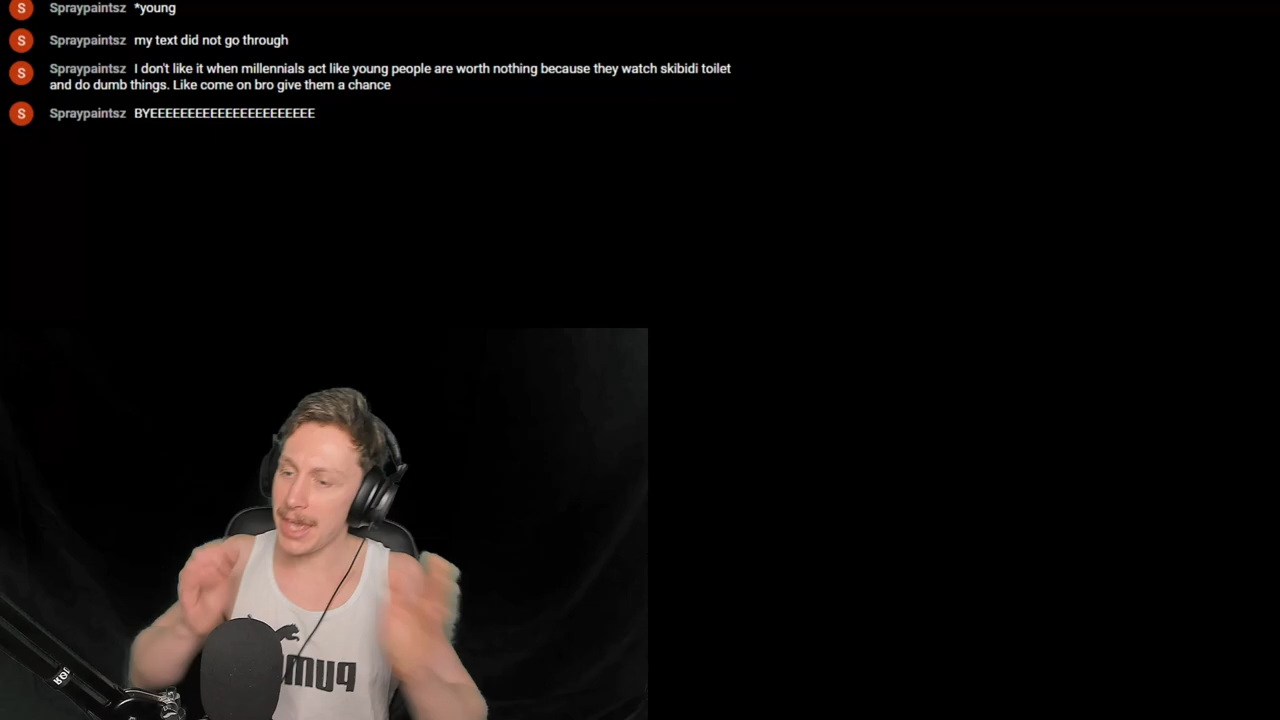 Spraypaintsz *young
S
Spraypaintsz my text did not go through
S
Spraypaintsz I don't like it when millennials act like young people are worth nothing because they watch skibidi toilet
S
and do dumb things. Like come on bro give them a chance
Spraypaintsz BYEEEEEEEEEEEEEEEEEEEEEE
S
PUMA